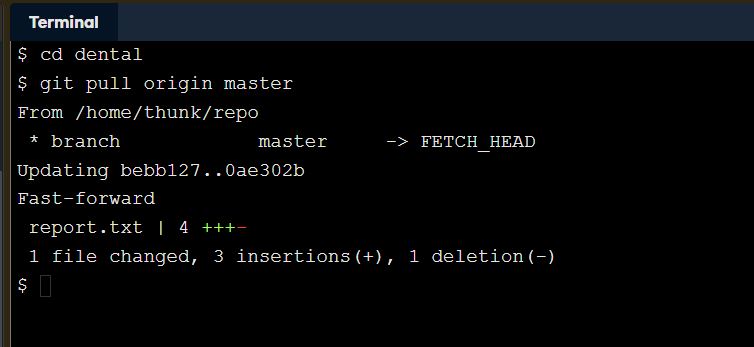 Terminal
$ cd dental
$ git pull origin master
From /home/thunk/repo
 * branch            master     -> FETCH_HEAD
Updating bebb127..0ae302b
Fast-forward
 report.txt | 4 +++-
 1 file changed, 3 insertions(+), 1 deletion(-)
$